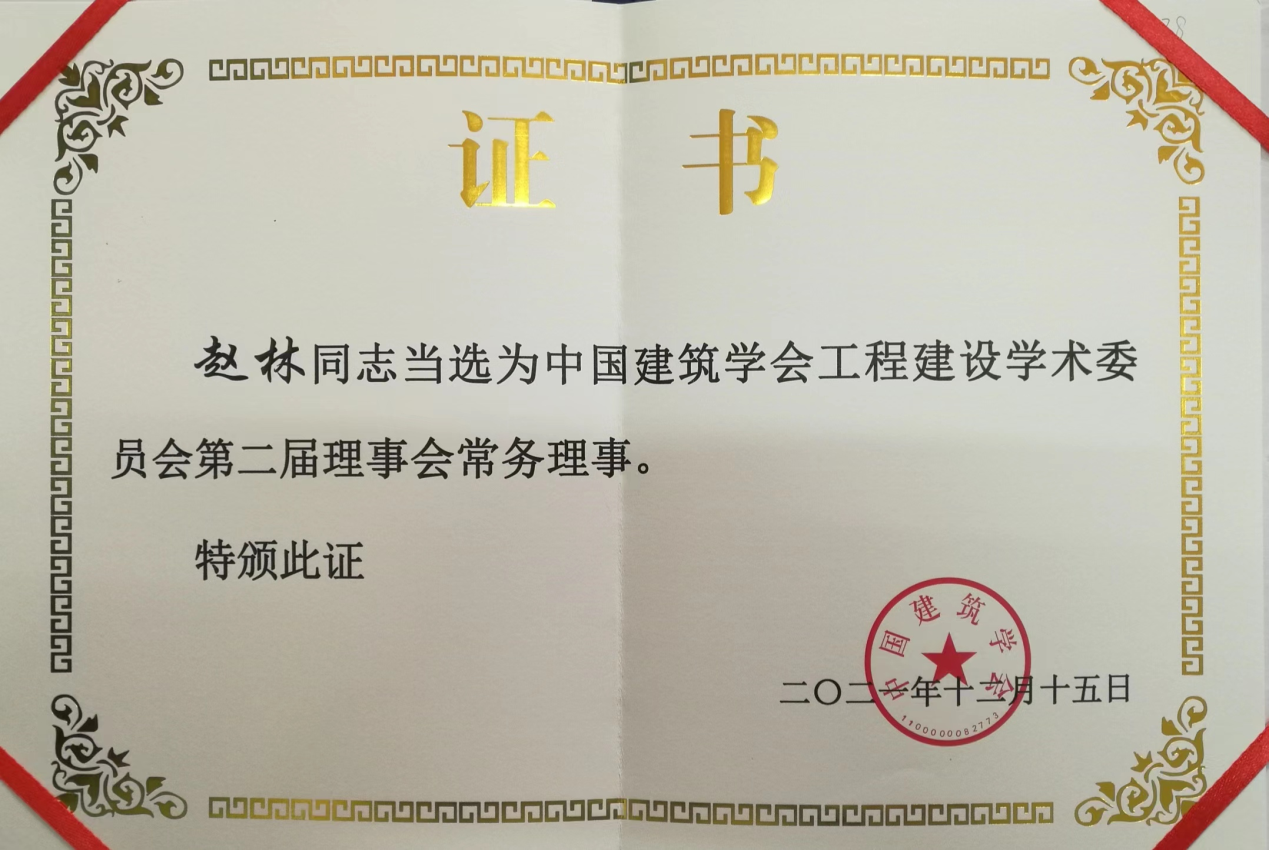 证 书
赵林同志当选为中国建筑学会工程建设学术委
员会第二届理事会常务理事。
特颁此证
中国建筑学会
二〇二一年十二月十五日
1100000082773